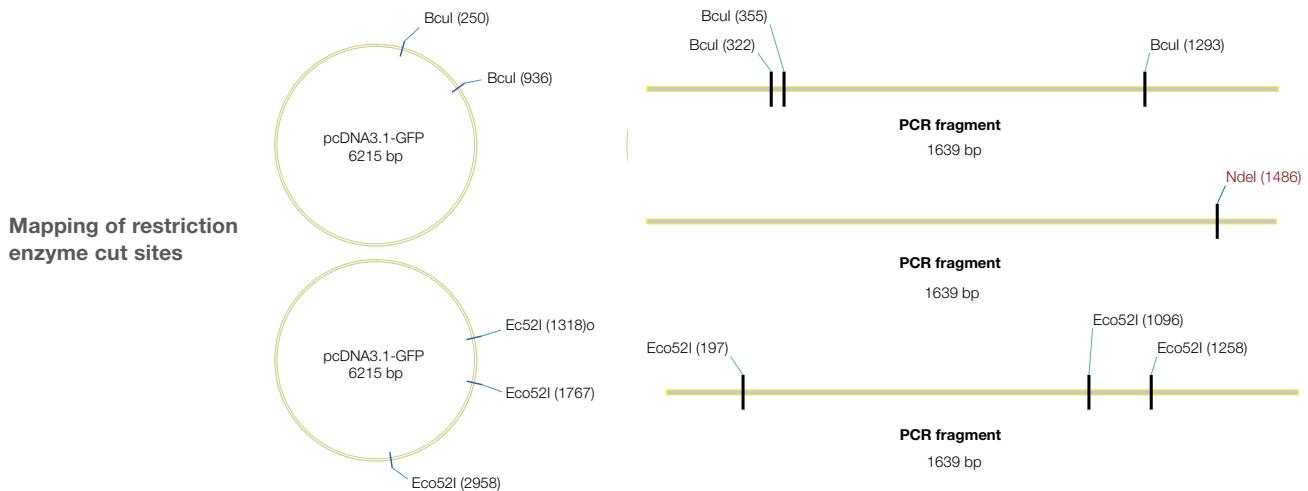 Mapping of restriction
enzyme cut sites
BcuI (250)
BcuI (936)
pcDNA3.1-GFP
6215 bp
Ec52I (1318)o
Eco52I (1767)
pcDNA3.1-GFP
6215 bp
Eco52I (2958)
BcuI (355)
BcuI (322)
BcuI (1293)
PCR fragment
1639 bp
NdeI (1486)
PCR fragment
1639 bp
Eco52I (1096)
Eco52I (197)
Eco52I (1258)
PCR fragment
1639 bp